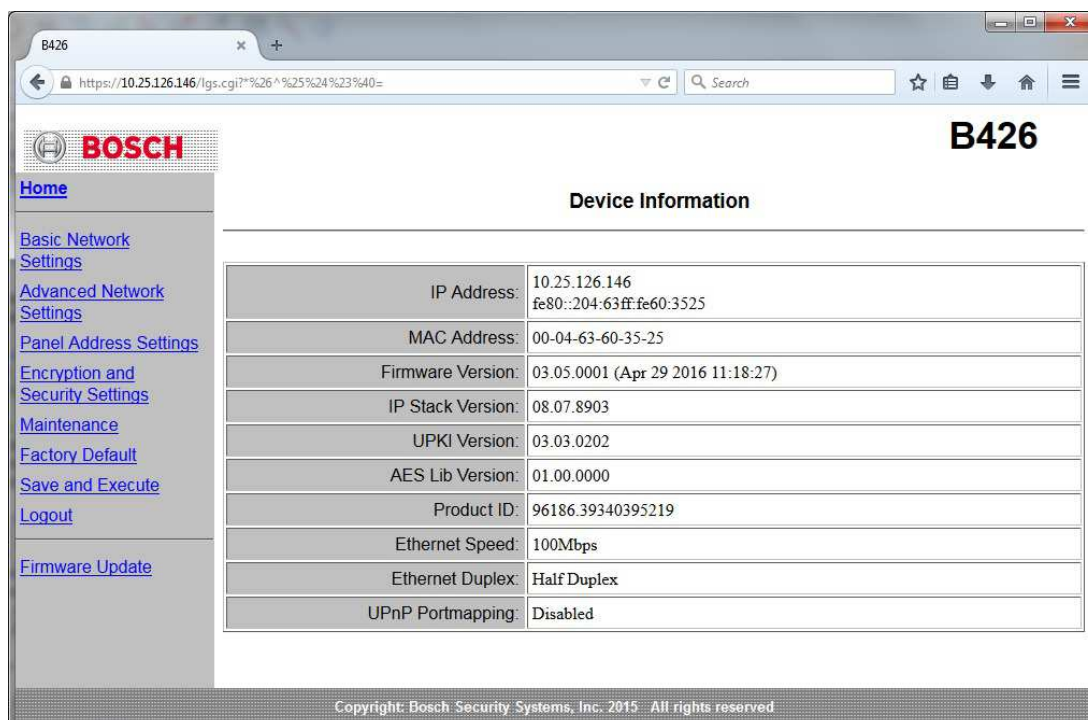 B426
https://10.25.126.146/lgs.cgi?*%26^%25%24%23%40=
Search
BOSCH
B426
Home
Basic Network
Settings
Advanced Network
Settings
Panel Address Settings
Encryption and
Security Settings
Maintenance
Factory Default
Save and Execute
Logout
Firmware Update
Device Information
IP Address: 10.25.126.146
fe80::204:63ff:fe60:3525
MAC Address: 00-04-63-60-35-25
Firmware Version: 03.05.0001 (Apr 29 2016 11:18:27)
IP Stack Version: 08.07.8903
UPKI Version: 03.03.0202
AES Lib Version: 01.00.0000
Product ID: 96186.39340395219
Ethernet Speed: 100Mbps
Ethernet Duplex: Half Duplex
UPnP Portmapping: Disabled
Copyright: Bosch Security Systems, Inc. 2015 All rights reserved